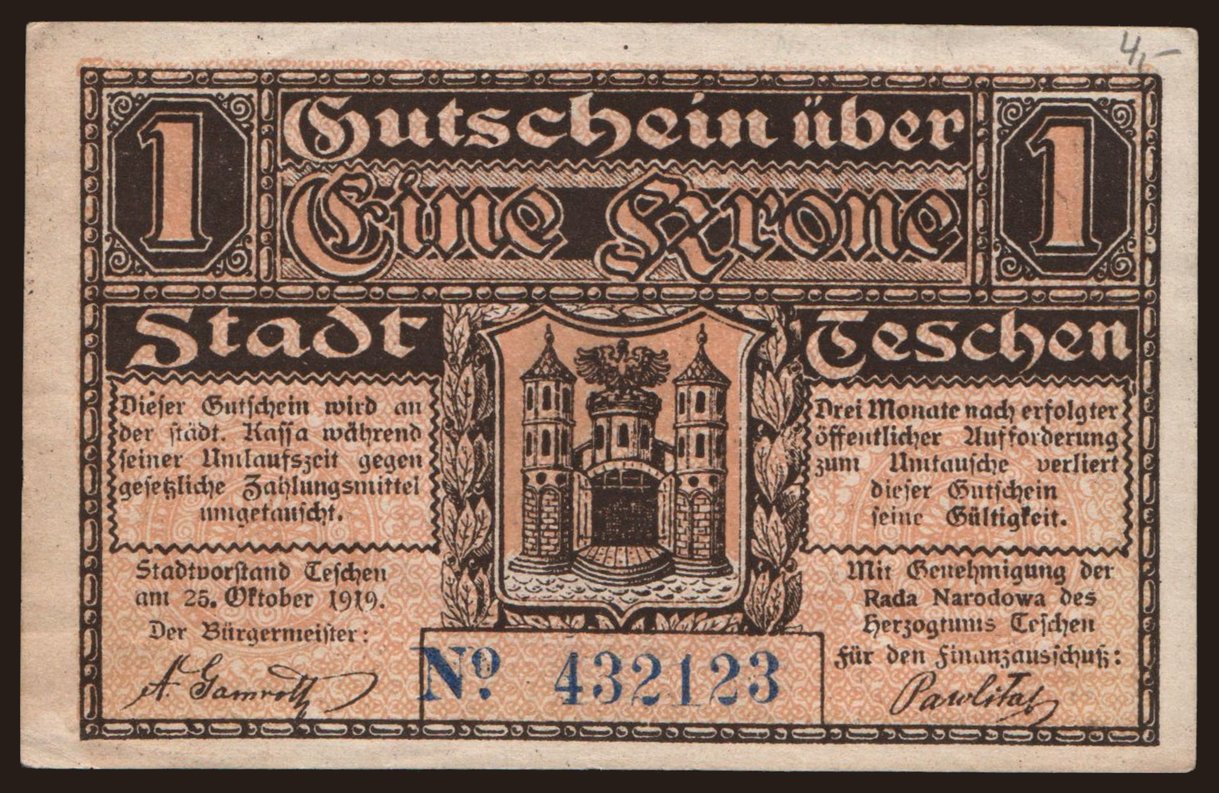 4,-
1
Gutschein über
1
Eine Krone
Stadt
Teschen
Dieser Gutschein wird an
der städt. Kassa während
seiner Umlaufszeit gegen
gesetzliche Zahlungsmittel
umgetauscht.
Drei Monate nach erfolgter
öffentlicher Aufforderung
zum Umtausche verliert
dieser Gutschein
seine Gültigkeit.
Stadtvorstand Teschen
am 25. Oktober 1919.
Der Bürgermeister:
Mit Genehmigung der
Rada Narodowa des
Herzogtums Teschen
Für den Finanzausschuß:
Nº 432123